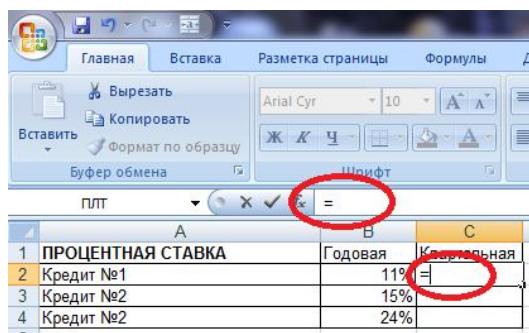 Главная Вставка Разметка страницы Формулы
Вырезать
Копировать
Формат по образцу
Вставить
Буфер обмена
Arial Cyr 10 A A
Ж К Ч А
Шрифт
ПЛТ fx =
A B C
1 ПРОЦЕНТНАЯ СТАВКА Годовая Квартальная
2 Кредит №1 11% =
3 Кредит №2 15%
4 Кредит №2 24%